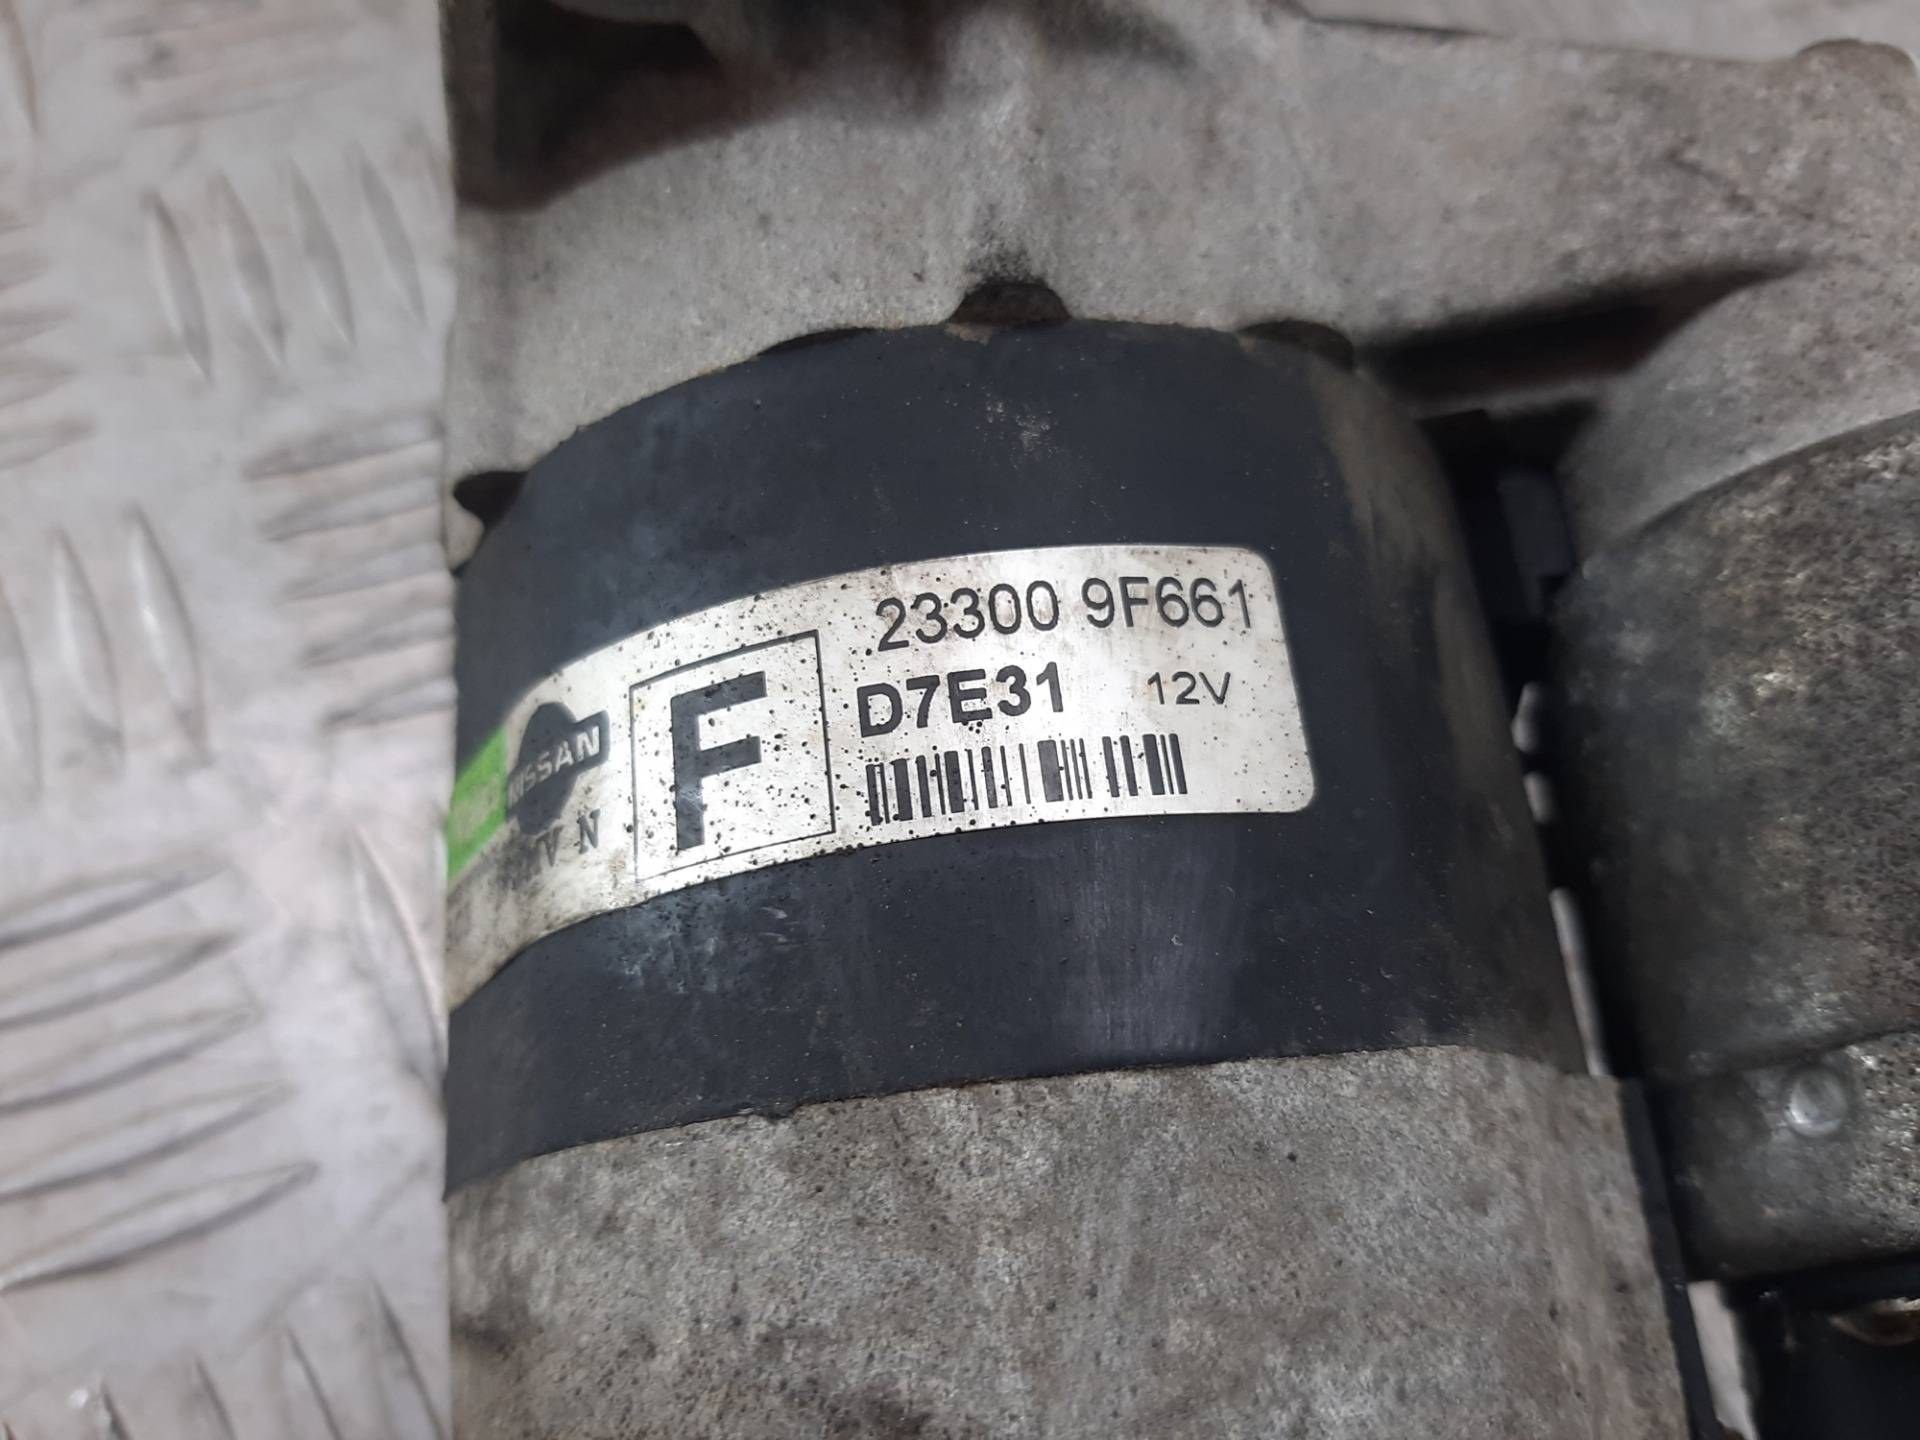 23300 9F661
D7E31 12V
NISSAN
F
V N